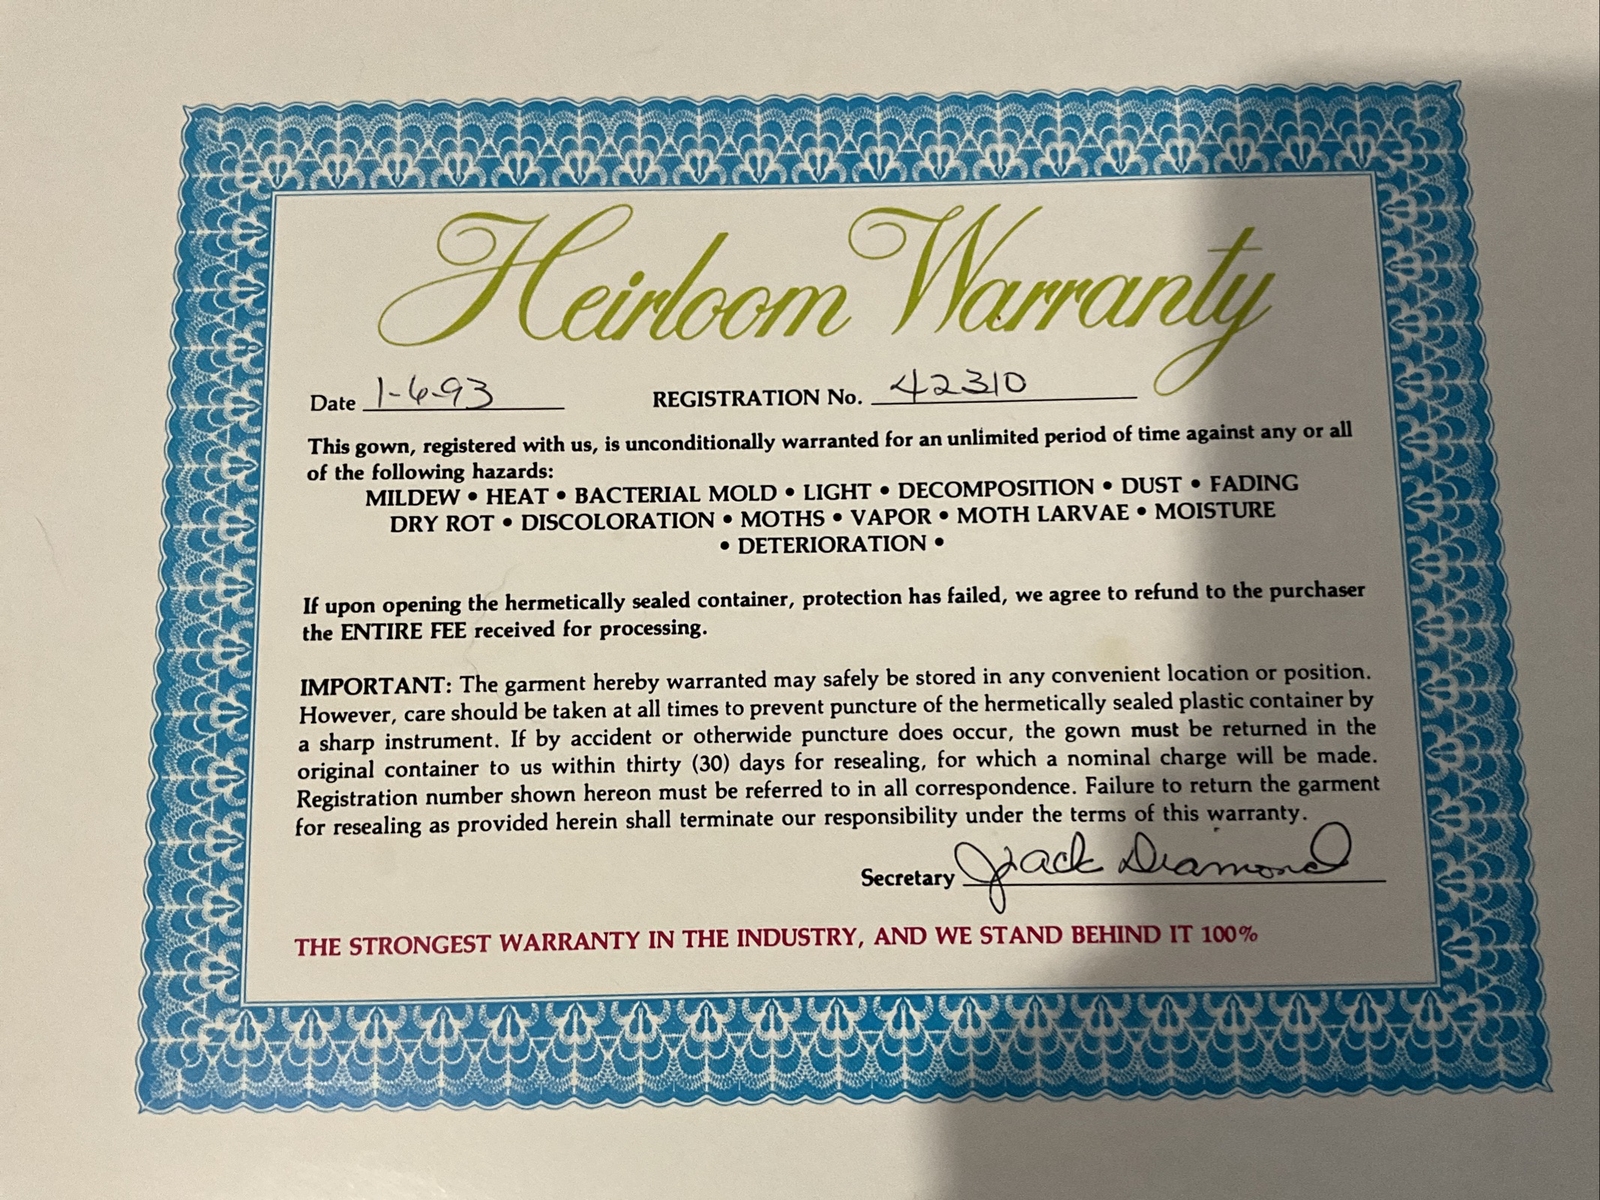 Heirloom Warranty
Date 1-6-93 REGISTRATION No. 42310
This gown, registered with us, is unconditionally warranted for an unlimited period of time against any or all
of the following hazards:
MILDEW • HEAT • BACTERIAL MOLD • LIGHT • DECOMPOSITION • DUST • FADING
DRY ROT • DISCOLORATION • MOTHS • VAPOR • MOTH LARVAE • MOISTURE
• DETERIORATION •
If upon opening the hermetically sealed container, protection has failed, we agree to refund to the purchaser
the ENTIRE FEE received for processing.
IMPORTANT: The garment hereby warranted may safely be stored in any convenient location or position.
However, care should be taken at all times to prevent puncture of the hermetically sealed plastic container by
a sharp instrument. If by accident or otherwide puncture does occur, the gown must be returned in the
original container to us within thirty (30) days for resealing, for which a nominal charge will be made.
Registration number shown hereon must be referred to in all correspondence. Failure to return the garment
for resealing as provided herein shall terminate our responsibility under the terms of this warranty.
Secretary Jack Diamond
THE STRONGEST WARRANTY IN THE INDUSTRY, AND WE STAND BEHIND IT 100%